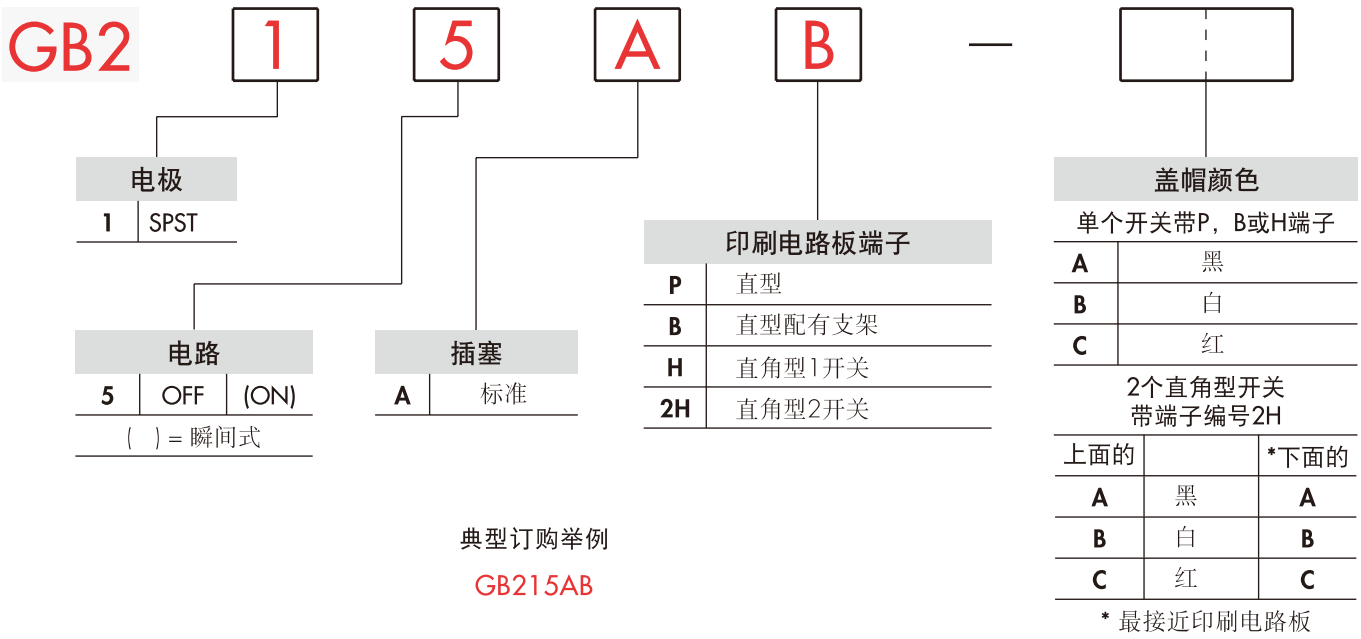 GB2 1 5 A B —
电极
1 SPST
电路
5 OFF (ON)
( ) = 瞬间式
插塞
A 标准
印刷电路板端子
P 直型
B 直型配有支架
H 直角型1开关
2H 直角型2开关
盖帽颜色
单个开关带P，B或H端子
A 黑
B 白
C 红
2个直角型开关
带端子编号2H
上面的 *下面的
A 黑 A
B 白 B
C 红 C
* 最接近印刷电路板
典型订购举例
GB215AB